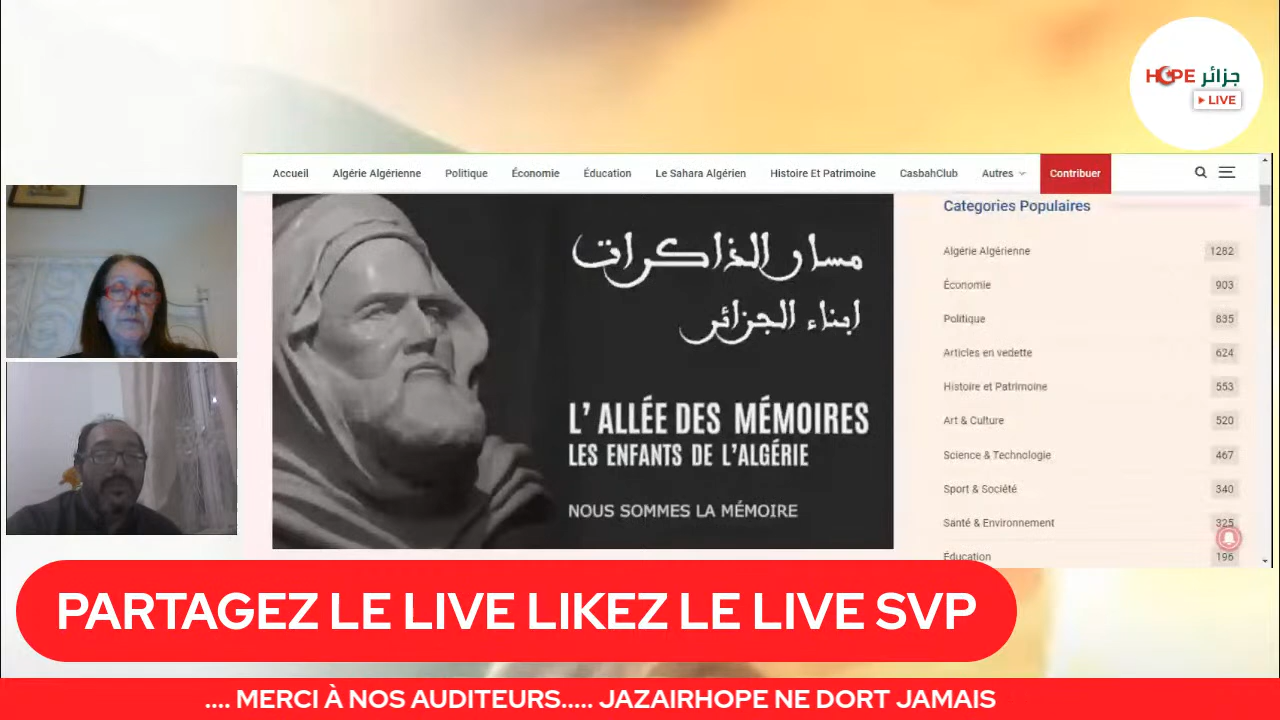 HOPE جزائر
LIVE
Accueil
Algérie Algérienne
Politique
Économie
Éducation
Le Sahara Algérien
Histoire Et Patrimoine
CasbahClub
Autres
Contribuer
مسار الذاكرات
ابناء الجزائر
L' ALLÉE DES MÉMOIRES
LES ENFANTS DE L'ALGÉRIE
NOUS SOMMES LA MÉMOIRE
Categories Populaires
Algérie Algérienne 1282
Économie 903
Politique 835
Articles en vedette 624
Histoire et Patrimoine 553
Art & Culture 520
Science & Technologie 467
Sport & Société 340
Santé & Environnement 325
Éducation 196
PARTAGEZ LE LIVE LIKEZ LE LIVE SVP
.... MERCI À NOS AUDITEURS..... JAZAIRHOPE NE DORT JAMAIS